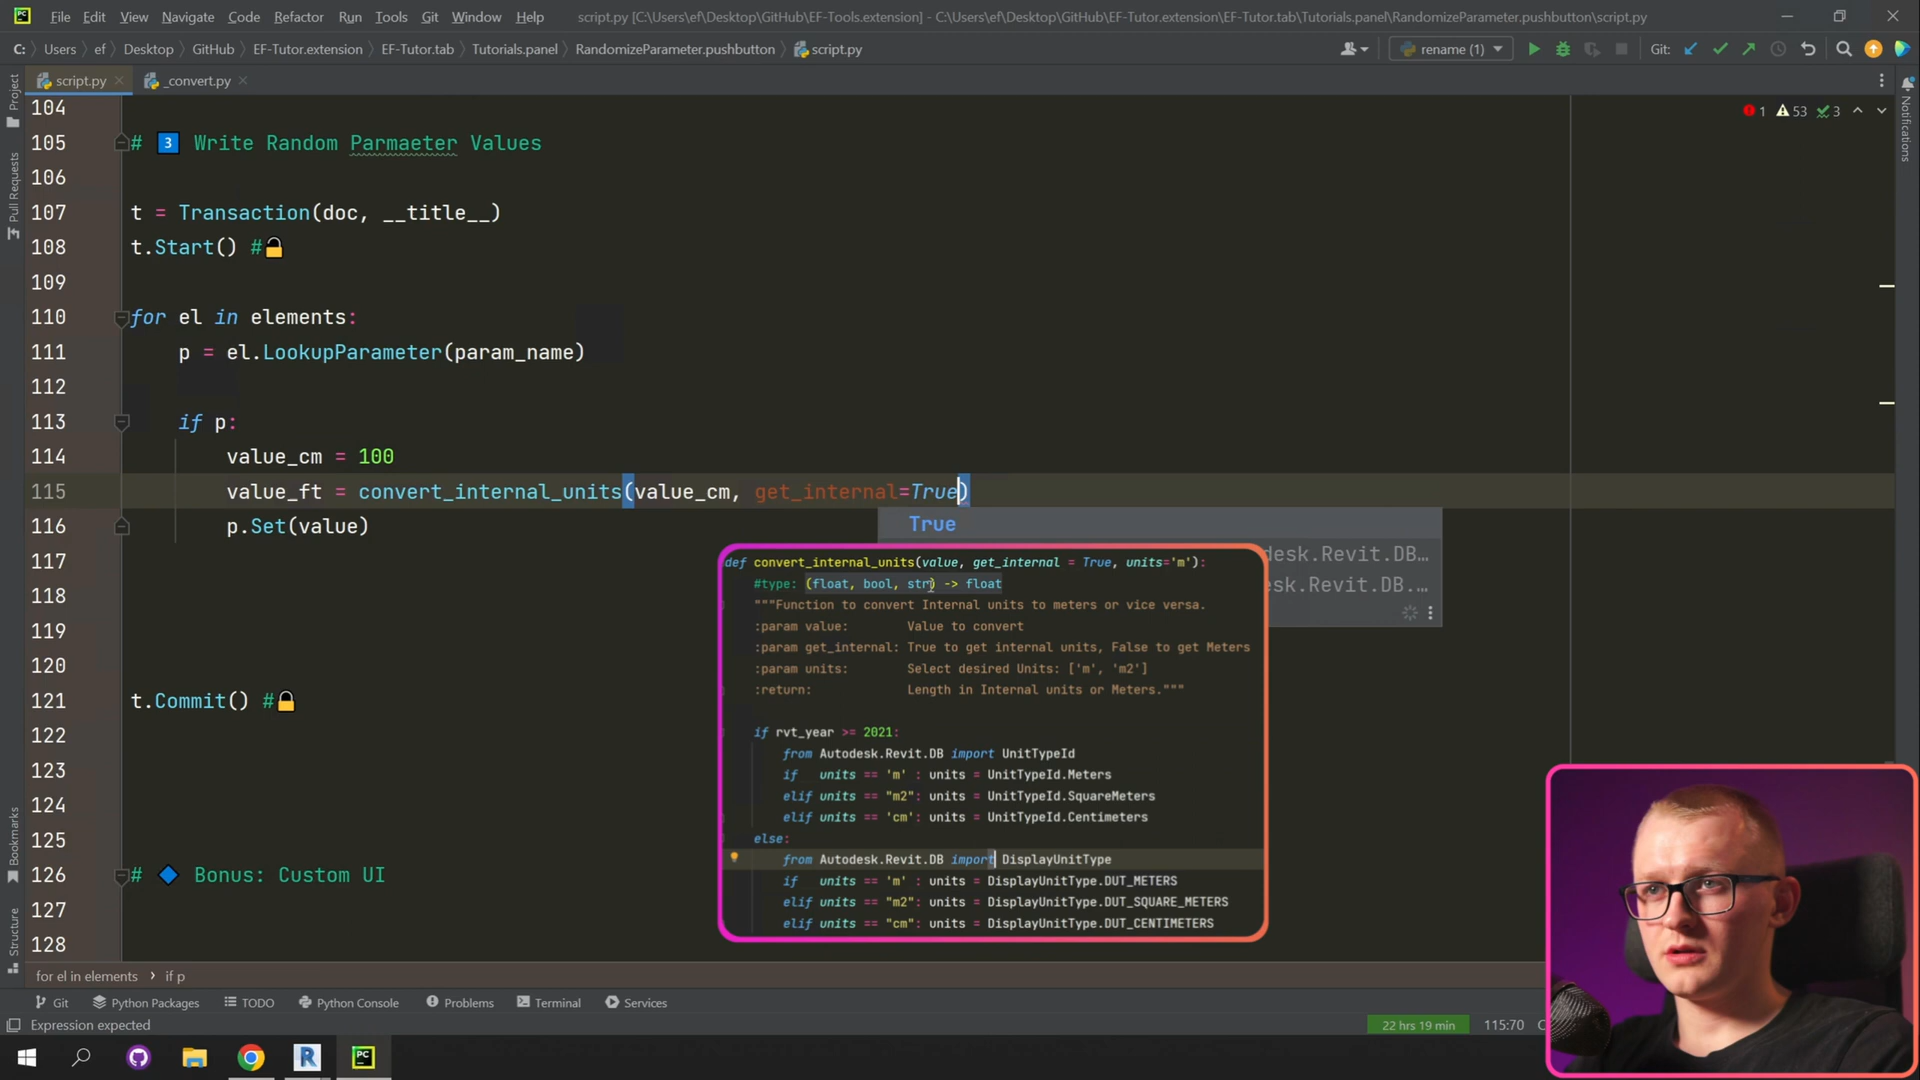 File Edit View Navigate Code Refactor Run Tools Git Window Help script.py [C:\Users\ef\Desktop\GitHub\EF-Tools.extension] - C:\Users\ef\Desktop\GitHub\EF-Tutor.extension\EF-Tutor.tab\Tutorials.panel\RandomizeParameter.pushbutton\script.py
C: Users ef Desktop GitHub EF-Tutor.extension EF-Tutor.tab Tutorials.panel RandomizeParameter.pushbutton script.py rename (1) Git:
script.py _convert.py
Project
Pull Requests
Bookmarks
Structure
Notifications
1 53 3
104
105 # 3 Write Random Parmaeter Values
106
107 t = Transaction(doc, __title__)
108 t.Start() #🔓
109
110 for el in elements:
111 p = el.LookupParameter(param_name)
112
113 if p:
114 value_cm = 100
115 value_ft = convert_internal_units(value_cm, get_internal=True)
116 p.Set(value)
117
118
119
120
121 t.Commit() #🔒
122
123
124
125
126 # 🔷 Bonus: Custom UI
127
128
True
desk.Revit.DB…
sk.Revit.DB.…
def convert_internal_units(value, get_internal = True, units='m'):
#type: (float, bool, str) -> float
"""Function to convert Internal units to meters or vice versa.
:param value: Value to convert
:param get_internal: True to get internal units, False to get Meters
:param units: Select desired Units: ['m', 'm2']
:return: Length in Internal units or Meters."""
if rvt_year >= 2021:
from Autodesk.Revit.DB import UnitTypeId
if units == 'm' : units = UnitTypeId.Meters
elif units == "m2": units = UnitTypeId.SquareMeters
elif units == 'cm': units = UnitTypeId.Centimeters
else:
from Autodesk.Revit.DB import DisplayUnitType
if units == 'm' : units = DisplayUnitType.DUT_METERS
elif units == "m2": units = DisplayUnitType.DUT_SQUARE_METERS
elif units == "cm": units = DisplayUnitType.DUT_CENTIMETERS
for el in elements › if p
Git Python Packages TODO Python Console Problems Terminal Services
Expression expected 22 hrs 19 min 115:70
R PC